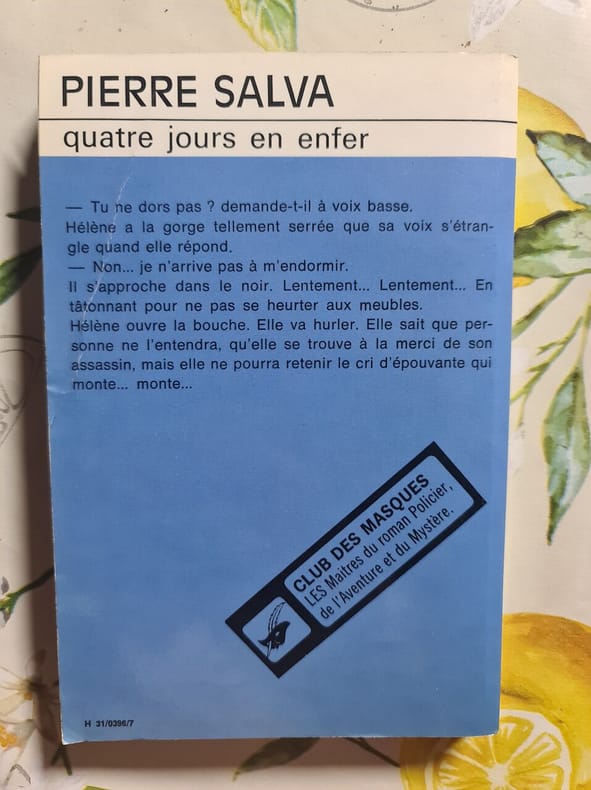 PIERRE SALVA
quatre jours en enfer
— Tu ne dors pas ? demande-t-il à voix basse.
Hélène a la gorge tellement serrée que sa voix s'étran-
gle quand elle répond.
— Non... je n'arrive pas à m'endormir.
Il s'approche dans le noir. Lentement... Lentement... En
tâtonnant pour ne pas se heurter aux meubles.
Hélène ouvre la bouche. Elle va hurler. Elle sait que per-
sonne ne l'entendra, qu'elle se trouve à la merci de son
assassin, mais elle ne pourra retenir le cri d'épouvante qui
monte... monte...
CLUB DES MASQUES
LES Maitres du roman Policier,
de l'Aventure et du Mystère.
H 31/0396/7